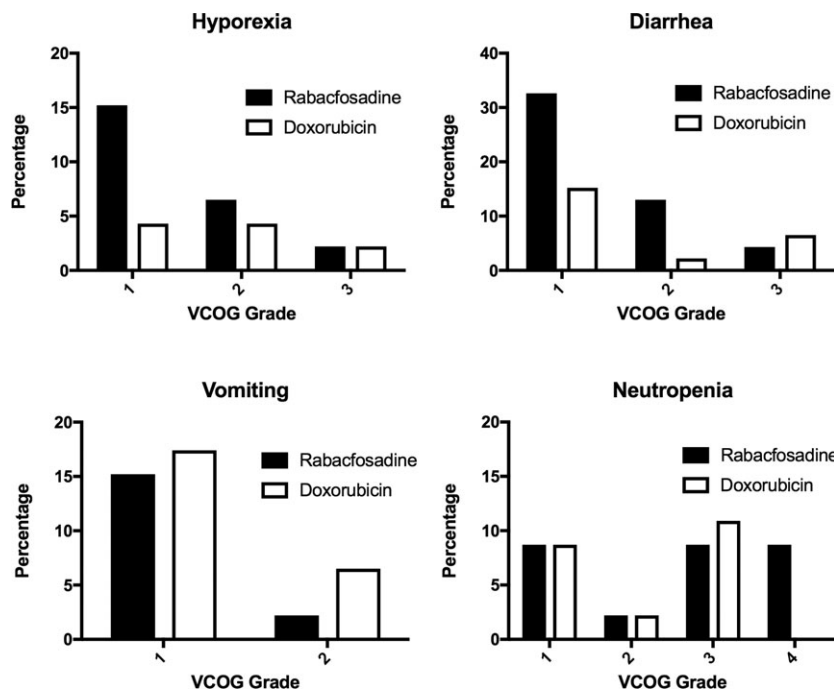 Hyporexia
20
15
10
5
0
Percentage
Rabacfosadine
Doxorubicin
1
2
3
VCOG Grade
Diarrhea
40
30
20
10
0
Percentage
Rabacfosadine
Doxorubicin
1
2
3
VCOG Grade
Vomiting
20
15
10
5
0
Percentage
Rabacfosadine
Doxorubicin
1
2
VCOG Grade
Neutropenia
20
15
10
5
0
Percentage
Rabacfosadine
Doxorubicin
1
2
3
4
VCOG Grade